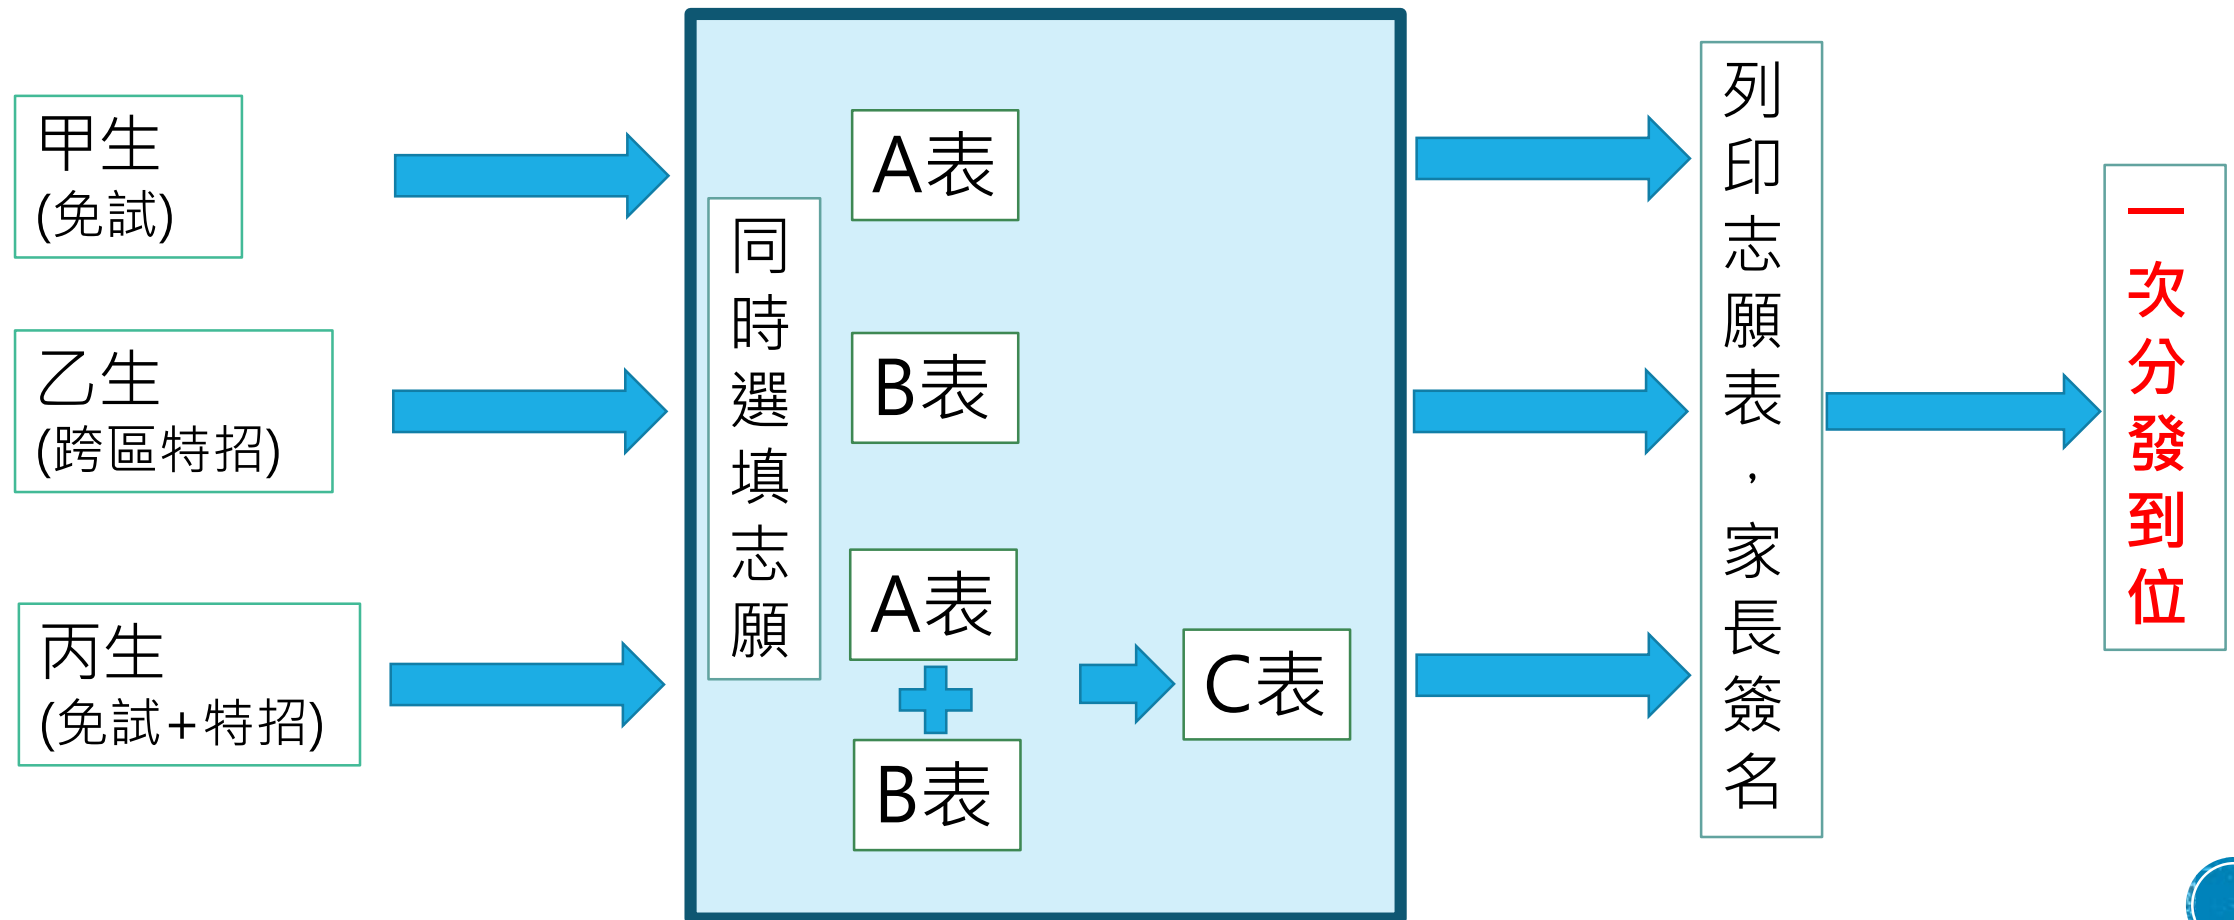 甲生
(免試)
乙生
(跨區特招)
丙生
(免試+特招)
同時選填志願
A表
B表
A表
B表
C表
列印志願表，家長簽名
一次分發到位